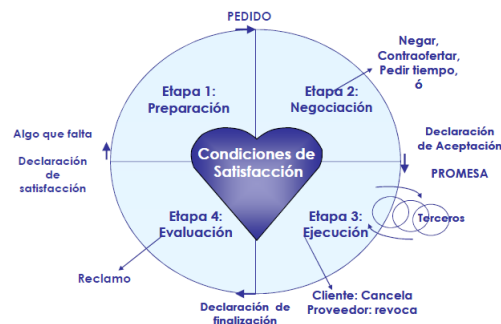 PEDIDO
Negar,
Contraofertar,
Pedir tiempo,
ó
Etapa 1:
Preparación
Etapa 2:
Negociación
Algo que falta
Declaración
de
satisfacción
Condiciones de
Satisfacción
Declaración
de Aceptación
PROMESA
Terceros
Etapa 4:
Evaluación
Etapa 3:
Ejecución
Reclamo
Declaración de
finalización
Cliente: Cancela
Proveedor: revoca